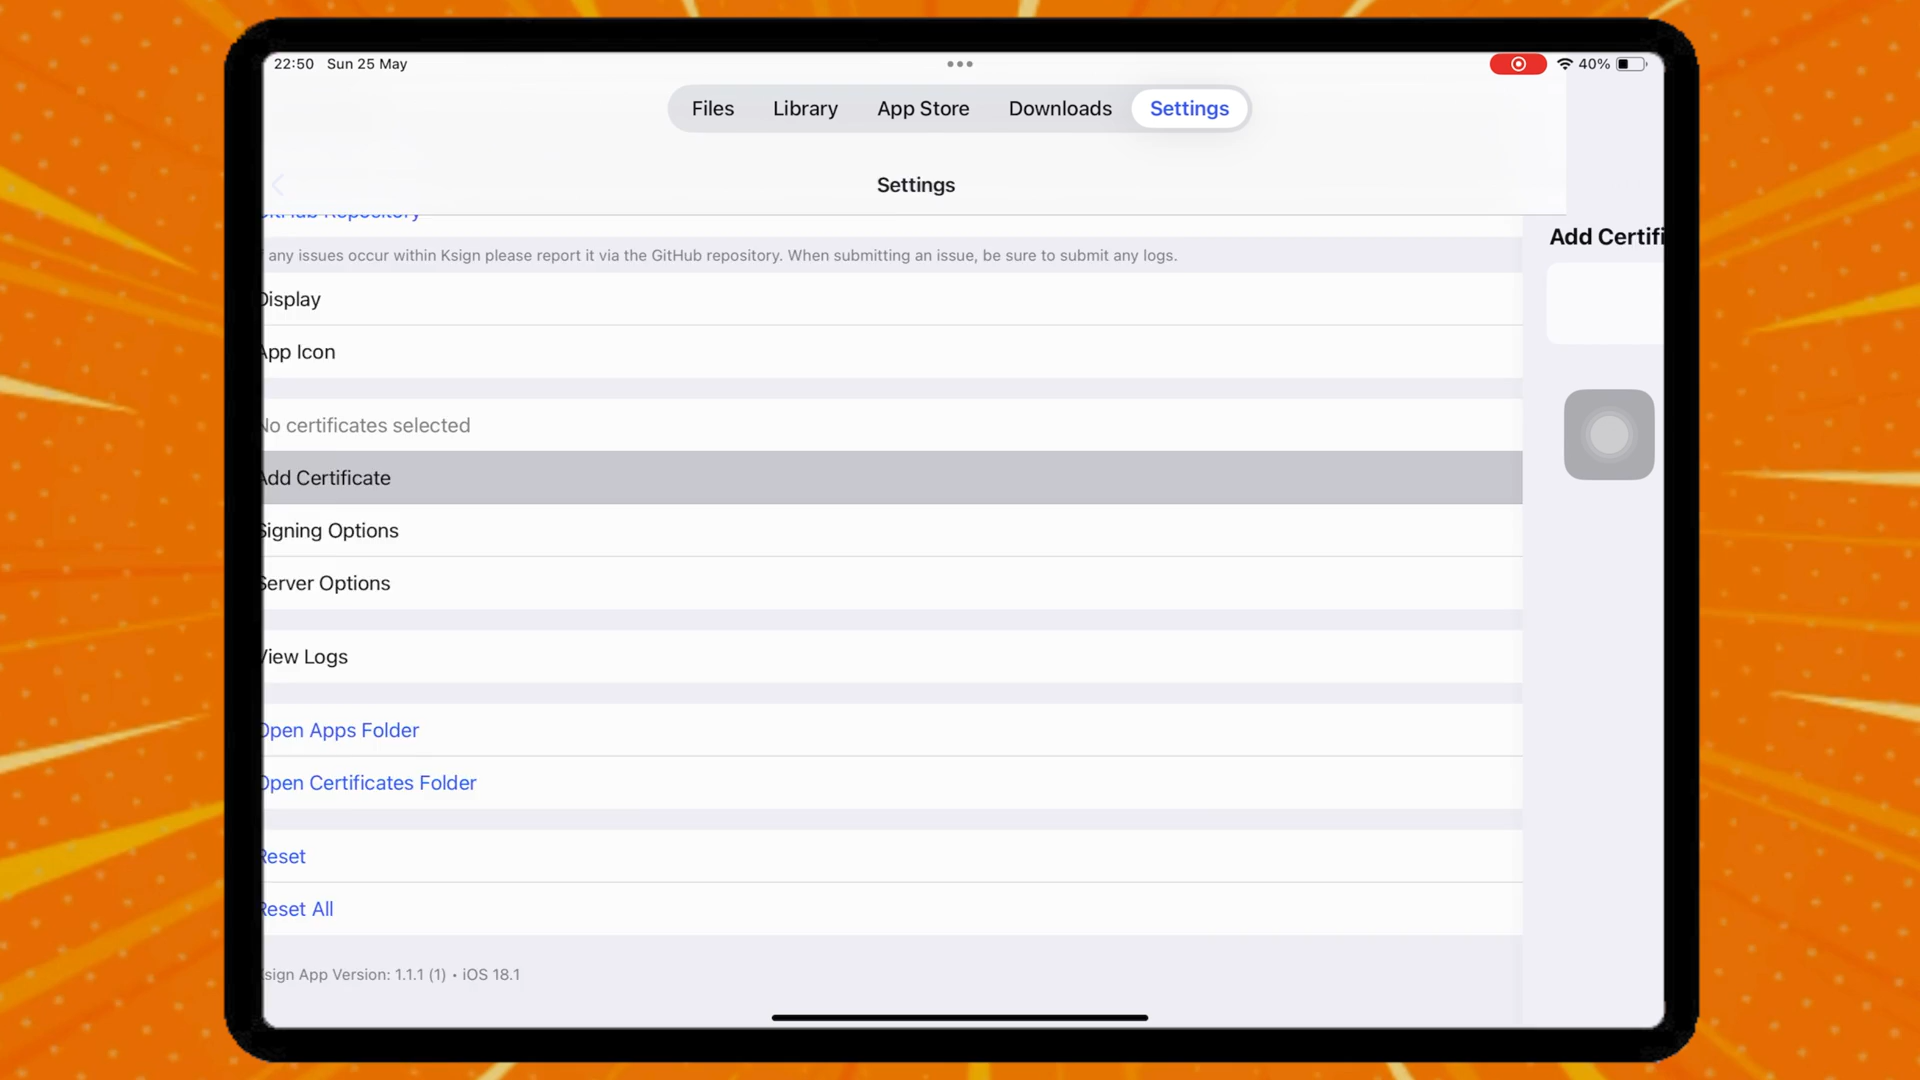 22:50 Sun 25 May
40%
Files Library App Store Downloads Settings
Settings
GitHub Repository
any issues occur within Ksign please report it via the GitHub repository. When submitting an issue, be sure to submit any logs.
Add Certifi
Display
App Icon
No certificates selected
Add Certificate
Signing Options
Server Options
View Logs
Open Apps Folder
Open Certificates Folder
Reset
Reset All
sign App Version: 1.1.1 (1) • iOS 18.1